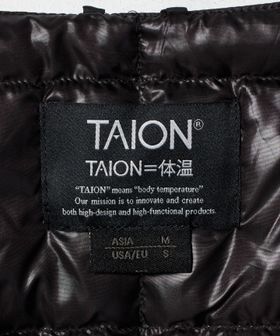 TAION®
TAION=体温
“TAION” means “body temperature”
Our mission is to innovate and create
both high-design and high-functional products.
ASIA M
USA/EU S